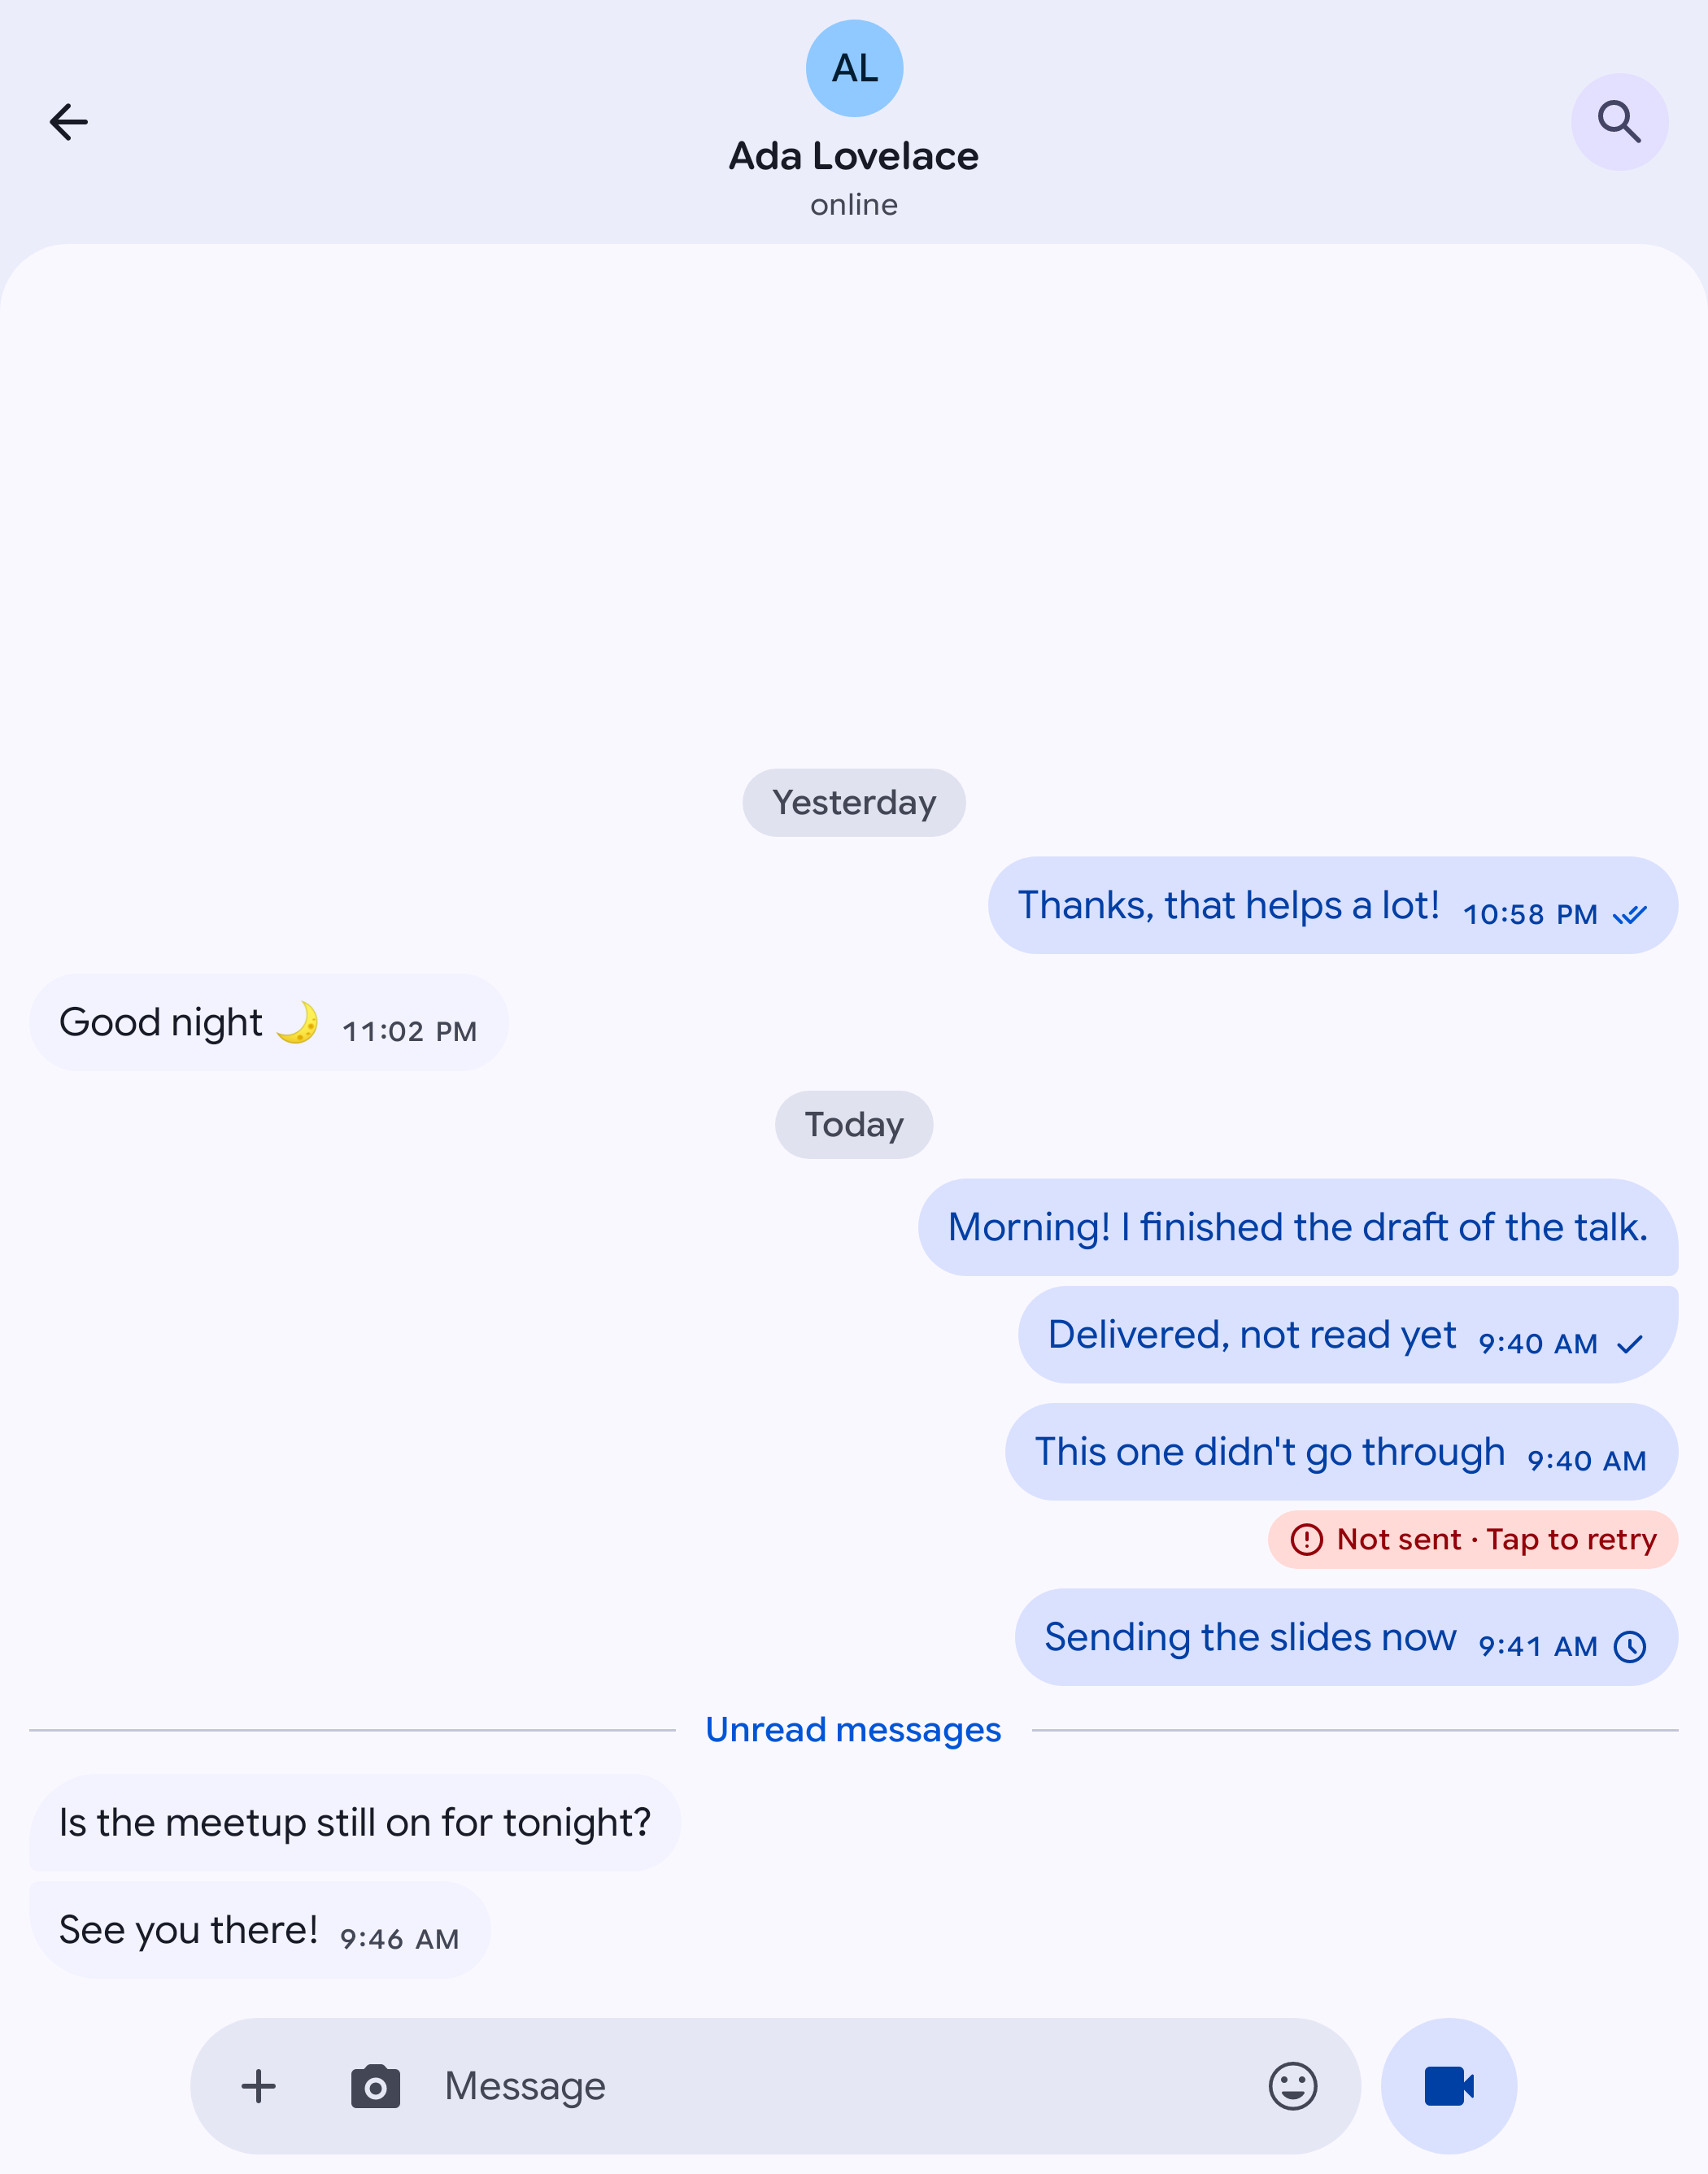 AL
Ada Lovelace
online
Yesterday
Thanks, that helps a lot! 10:58 PM
Good night 🌙 11:02 PM
Today
Morning! I finished the draft of the talk.
Delivered, not read yet 9:40 AM
This one didn't go through 9:40 AM
Not sent · Tap to retry
Sending the slides now 9:41 AM
Unread messages
Is the meetup still on for tonight?
See you there! 9:46 AM
Message